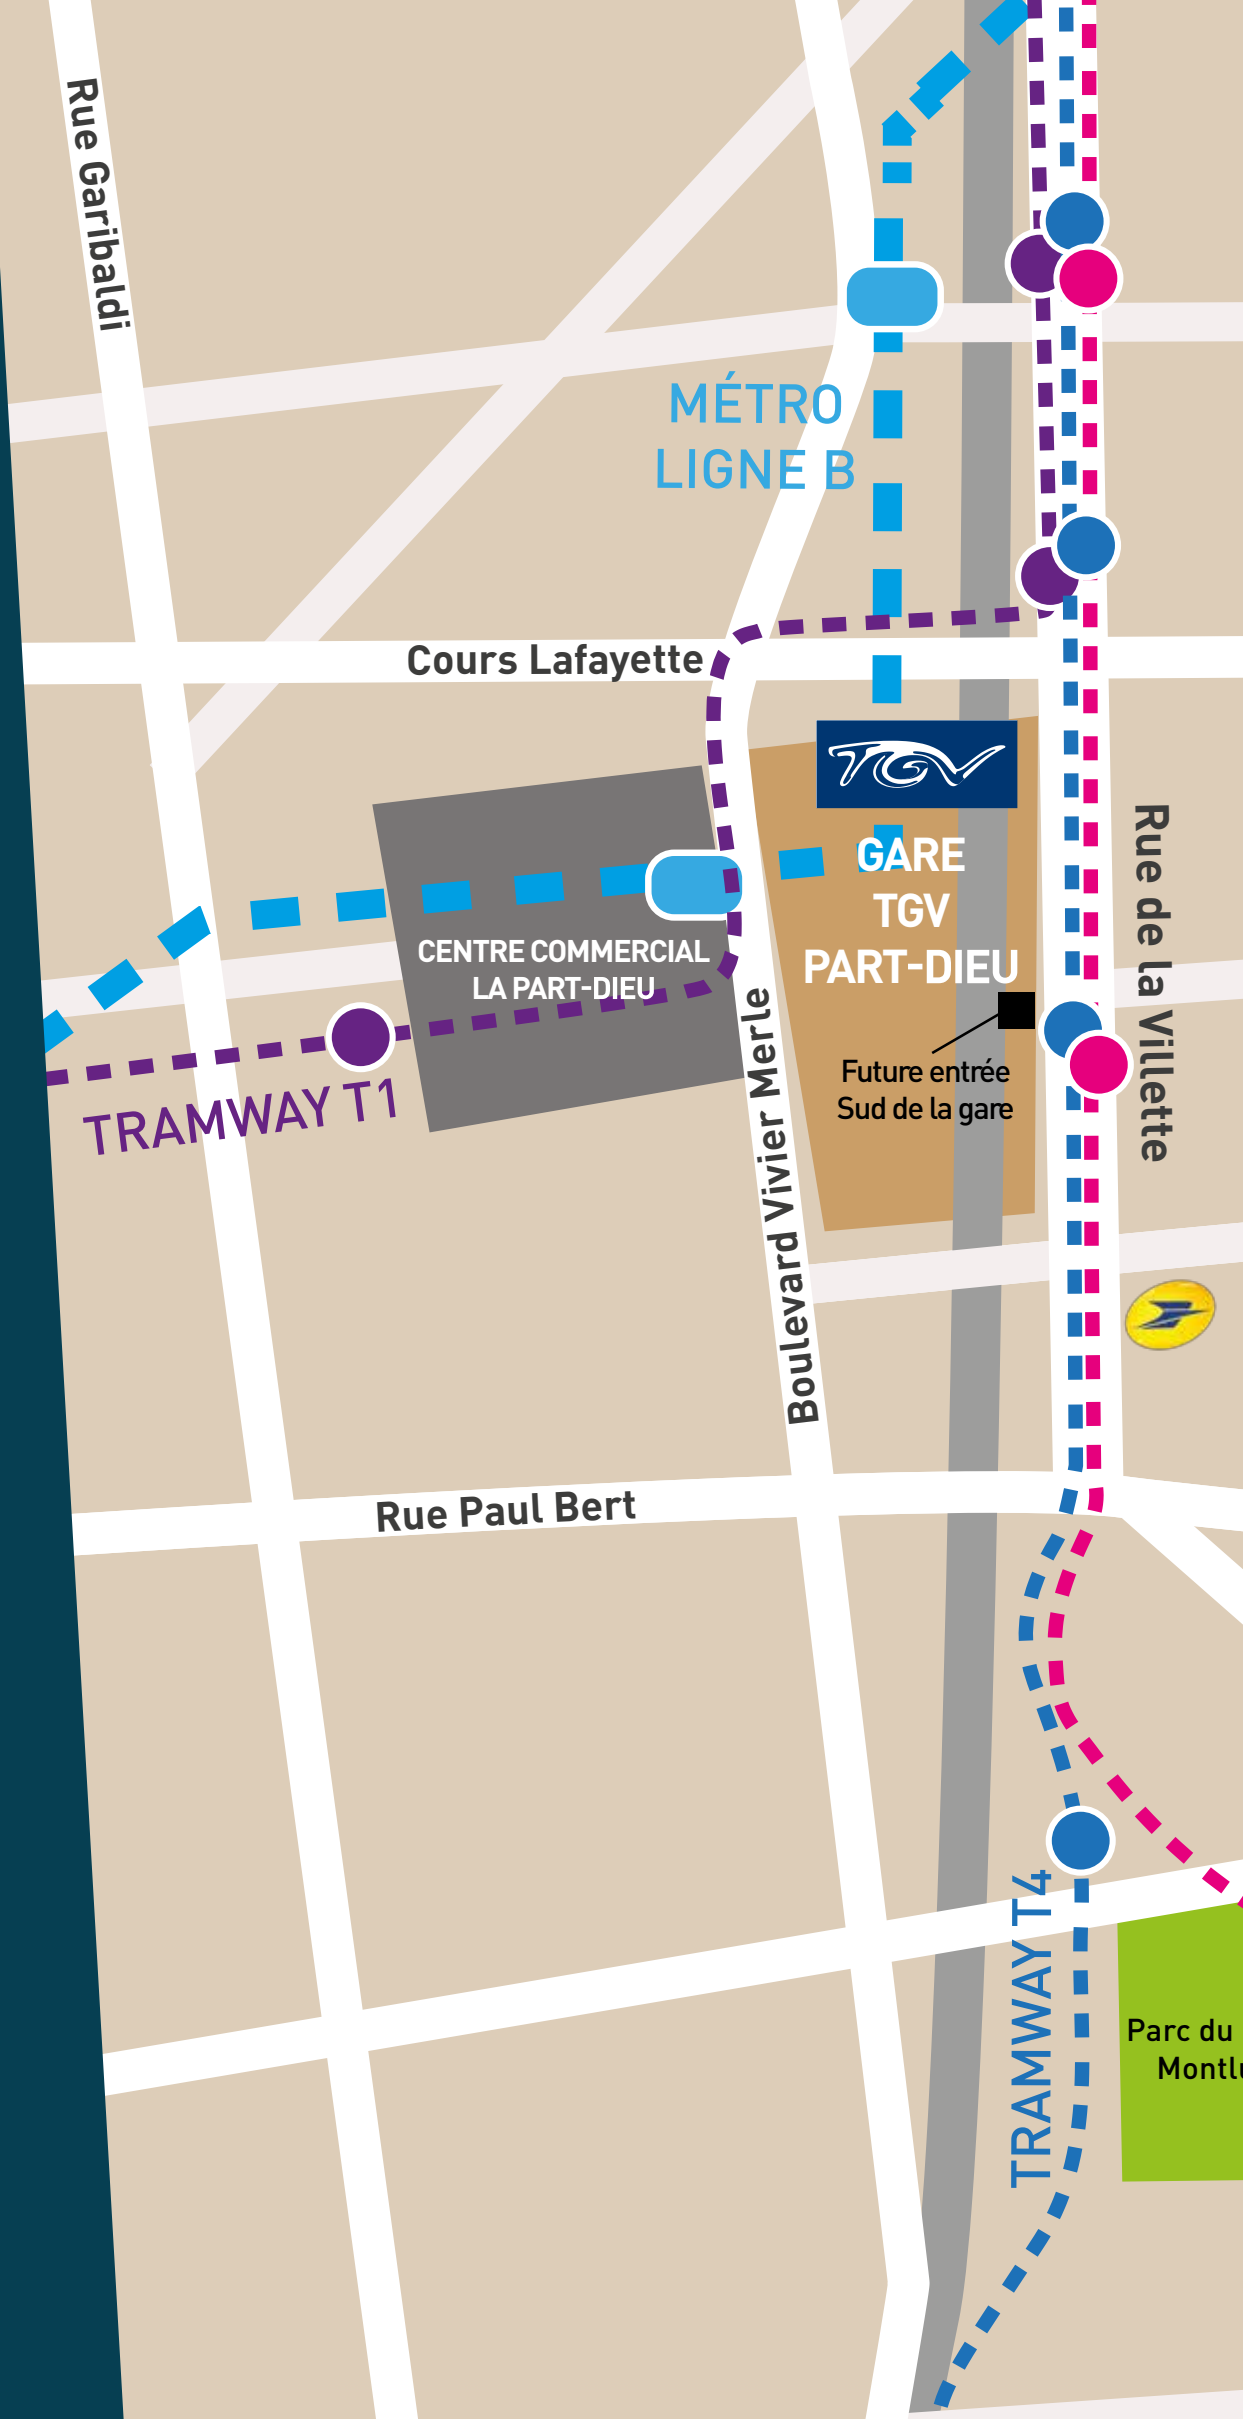 Rue Garibaldi
MÉTRO
LIGNE B
Cours Lafayette
TGV
GARE
TGV
PART-DIEU
Rue de la Villette
CENTRE COMMERCIAL
LA PART-DIEU
Future entrée
Sud de la gare
TRAMWAY T1
Boulevard Vivier Merle
Rue Paul Bert
TRAMWAY T4
Parc du